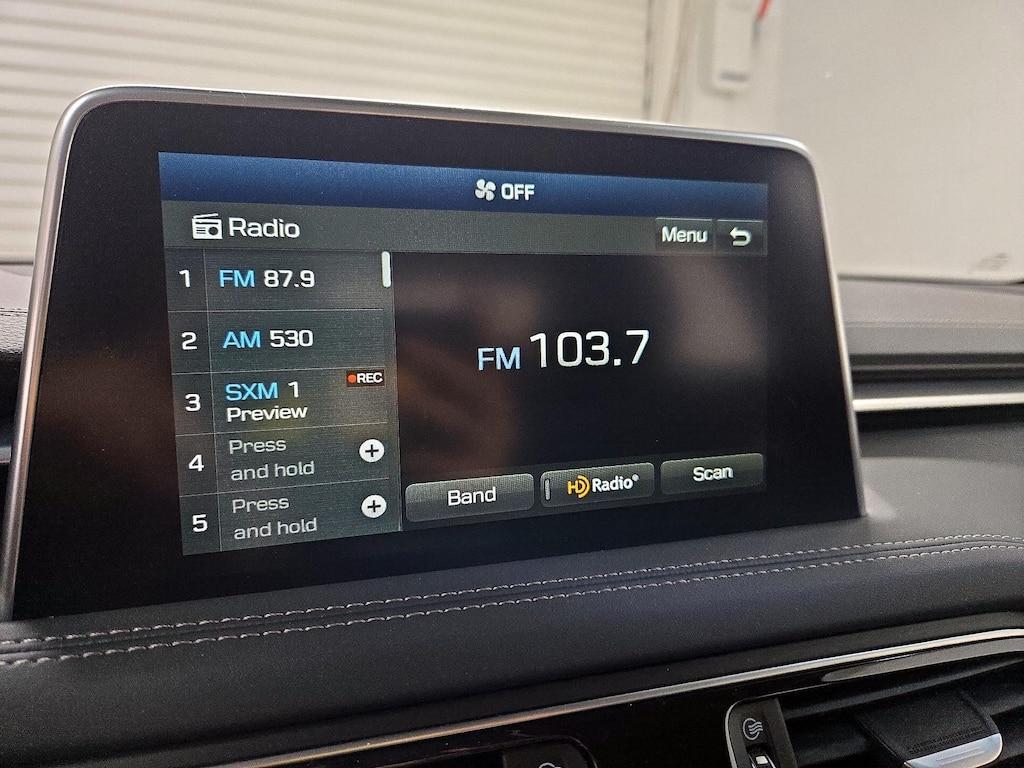 OFF
Radio
Menu
1 FM 87.9
2 AM 530
3 SXM 1 REC
Preview
4 Press
and hold
5 Press
and hold
FM 103.7
Band
HD Radio®
Scan